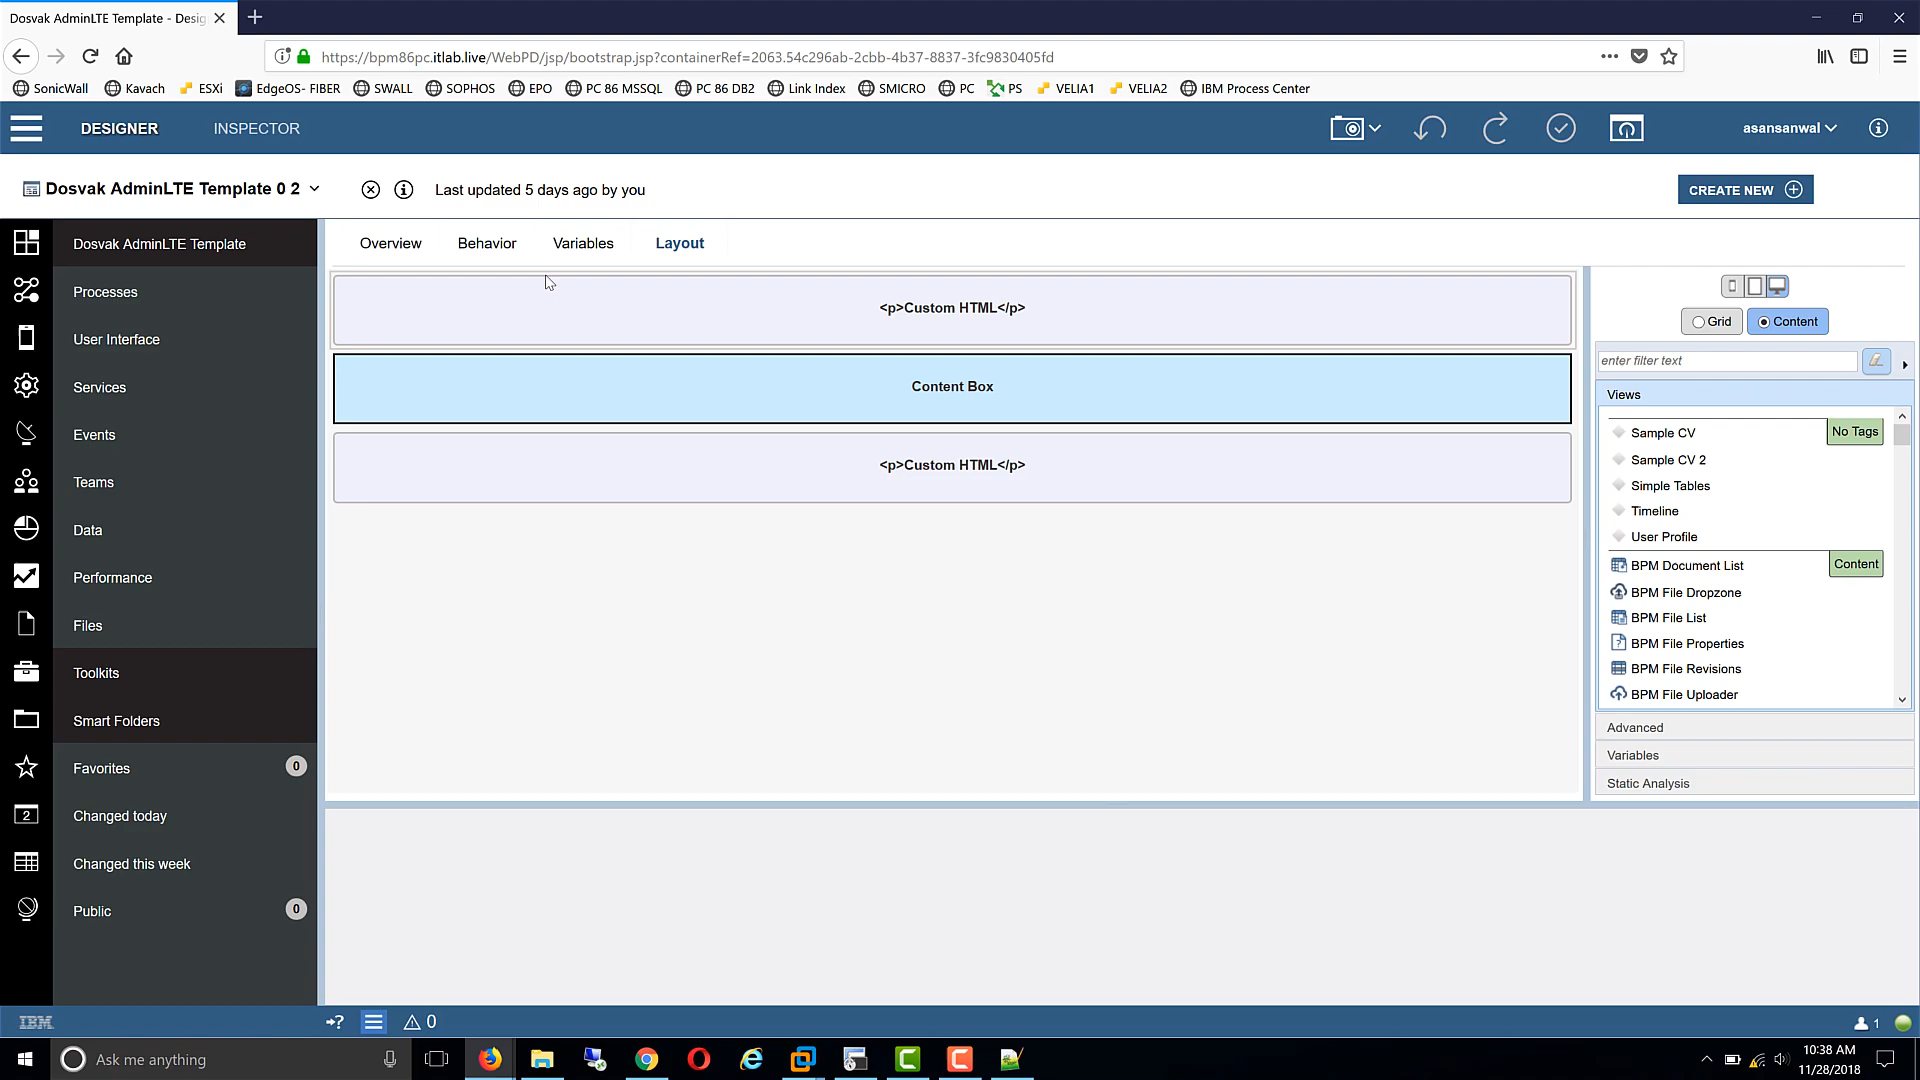 Dosvak AdminLTE Template - Desig
https://bpm86pc.itlab.live/WebPD/jsp/bootstrap.jsp?containerRef=2063.54c296ab-2cbb-4b37-8837-3fc9830405fd
SonicWall Kavach ESXi EdgeOS- FIBER SWALL SOPHOS EPO PC 86 MSSQL PC 86 DB2 Link Index SMICRO PC PS VELIA1 VELIA2 IBM Process Center
DESIGNER INSPECTOR asansanwal
Dosvak AdminLTE Template 0 2 Last updated 5 days ago by you CREATE NEW
Dosvak AdminLTE Template
Processes
User Interface
Services
Events
Teams
Data
Performance
Files
Toolkits
Smart Folders
Favorites 0
2 Changed today
Changed this week
Public 0
Overview Behavior Variables Layout
<p>Custom HTML</p>
Content Box
<p>Custom HTML</p>
Grid Content
enter filter text
Views
Sample CV No Tags
Sample CV 2
Simple Tables
Timeline
User Profile
BPM Document List Content
BPM File Dropzone
BPM File List
BPM File Properties
BPM File Revisions
BPM File Uploader
Advanced
Variables
Static Analysis
IBM 0 1
Ask me anything
10:38 AM
11/28/2018